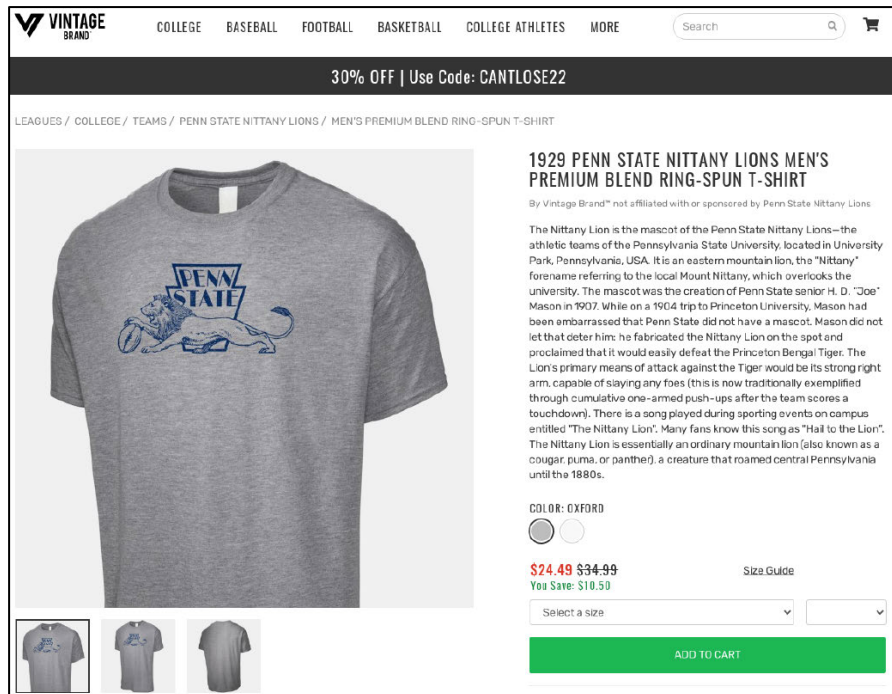 VINTAGE
BRAND
COLLEGE BASEBALL FOOTBALL BASKETBALL COLLEGE ATHLETES MORE
Search
30% OFF | Use Code: CANTLOSE22
LEAGUES / COLLEGE / TEAMS / PENN STATE NITTANY LIONS / MEN'S PREMIUM BLEND RING-SPUN T-SHIRT
PENN
STATE
1929 PENN STATE NITTANY LIONS MEN'S
PREMIUM BLEND RING-SPUN T-SHIRT
By Vintage Brand™ not affiliated with or sponsored by Penn State Nittany Lions
The Nittany Lion is the mascot of the Penn State Nittany Lions—the
athletic teams of the Pennsylvania State University, located in University
Park, Pennsylvania, USA. It is an eastern mountain lion, the "Nittany"
forename referring to the local Mount Nittany, which overlooks the
university. The mascot was the creation of Penn State senior H. D. "Joe"
Mason in 1907. While on a 1904 trip to Princeton University, Mason had
been embarrassed that Penn State did not have a mascot. Mason did not
let that deter him: he fabricated the Nittany Lion on the spot and
proclaimed that it would easily defeat the Princeton Bengal Tiger. The
Lion's primary means of attack against the Tiger would be its strong right
arm, capable of slaying any foes (this is now traditionally exemplified
through cumulative one-armed push-ups after the team scores a
touchdown). There is a song played during sporting events on campus
entitled "The Nittany Lion". Many fans know this song as "Hail to the Lion".
The Nittany Lion is essentially an ordinary mountain lion (also known as a
cougar, puma, or panther), a creature that roamed central Pennsylvania
until the 1880s.
COLOR: OXFORD
$24.49 $34.99 Size Guide
You Save: $10.50
Select a size
ADD TO CART